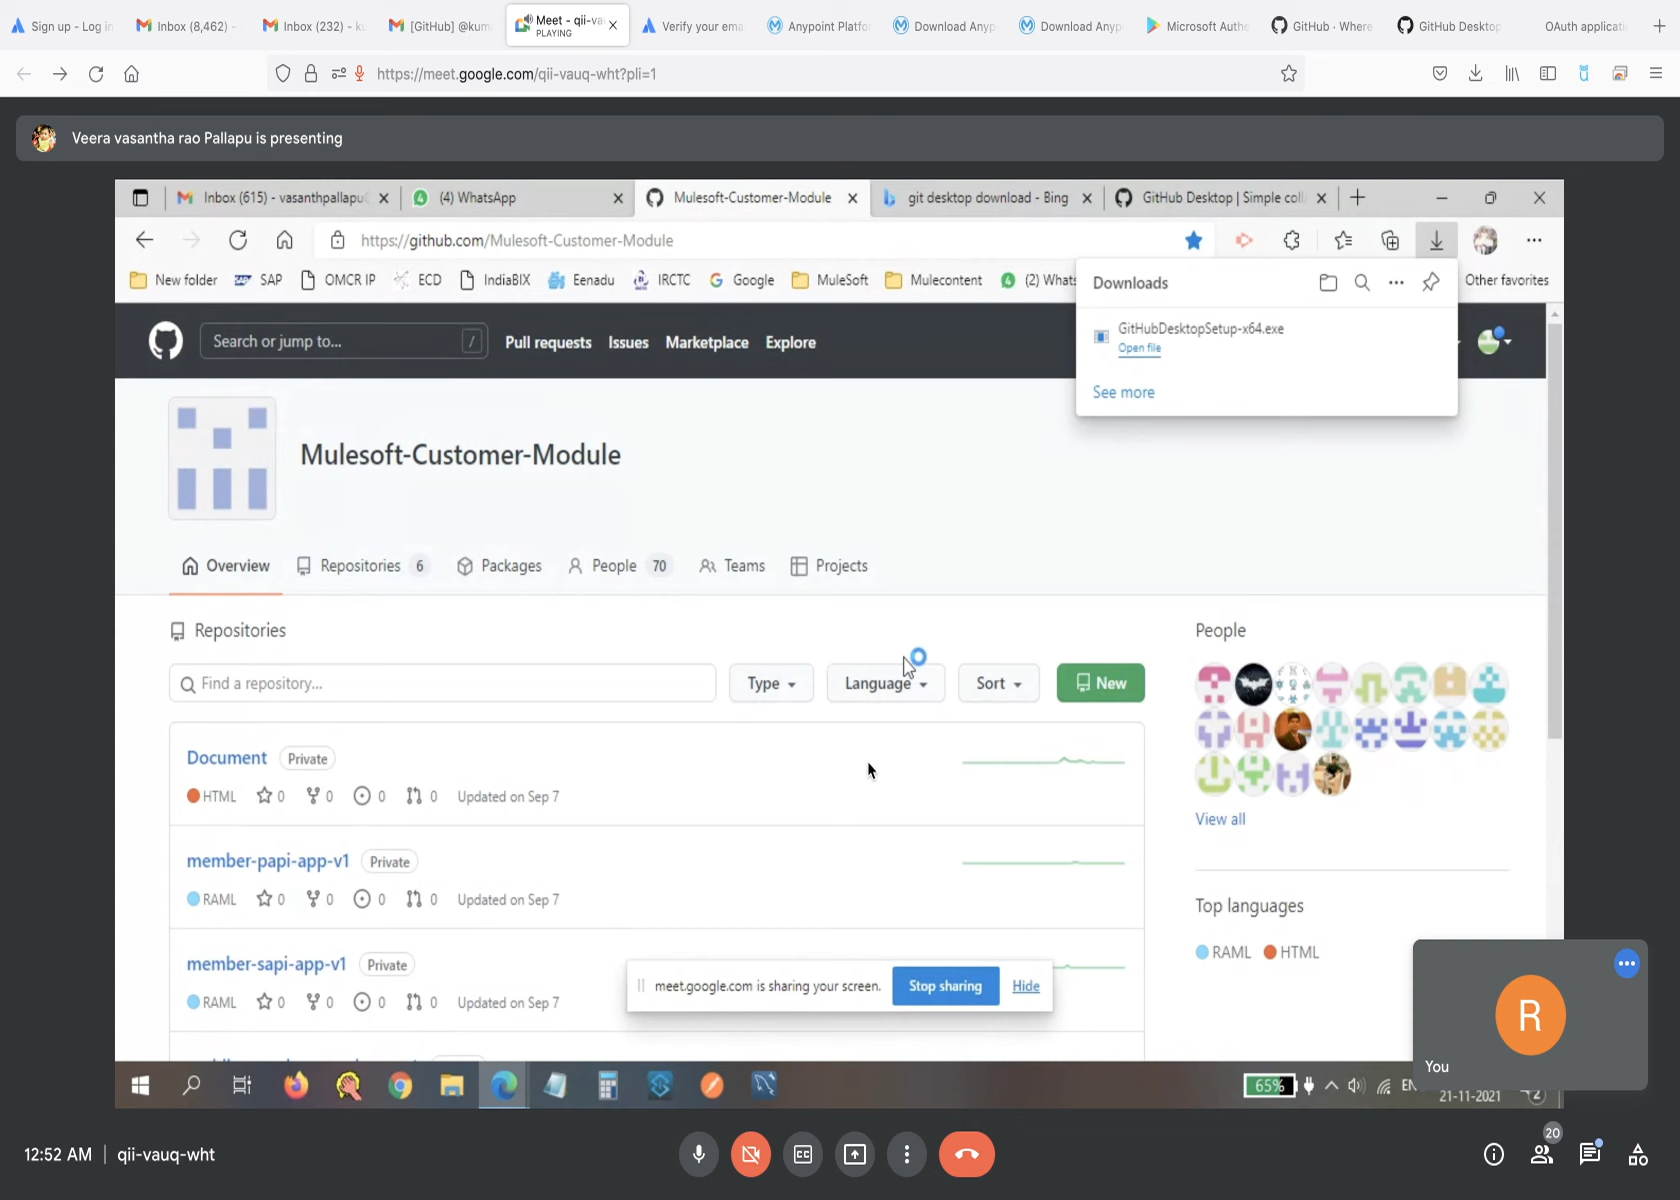 Sign up - Log in
Inbox (8,462) -
Inbox (232) - k
[GitHub] @kum
Meet - qii-va
PLAYING
Verify your ema
Anypoint Platfo
Download Anyp
Download Anyp
Microsoft Authe
GitHub · Where
GitHub Desktop
OAuth applicati
https://meet.google.com/qii-vauq-wht?pli=1
Veera vasantha rao Pallapu is presenting
Inbox (615) - vasanthpallapu
(4) WhatsApp
Mulesoft-Customer-Module
git desktop download - Bing
GitHub Desktop | Simple coll
https://github.com/Mulesoft-Customer-Module
New folder
SAP
OMCR IP
ECD
IndiaBIX
Eenadu
IRCTC
Google
MuleSoft
Mulecontent
(2) Whats
Other favorites
Downloads
GitHubDesktopSetup-x64.exe
Open file
See more
Search or jump to...
/
Pull requests
Issues
Marketplace
Explore
Mulesoft-Customer-Module
Overview
Repositories 6
Packages
People 70
Teams
Projects
Repositories
Find a repository...
Type
Language
Sort
New
Document Private
HTML 0 0 0 0 Updated on Sep 7
member-papi-app-v1 Private
RAML 0 0 0 0 Updated on Sep 7
member-sapi-app-v1 Private
RAML 0 0 0 0 Updated on Sep 7
People
View all
Top languages
RAML HTML
meet.google.com is sharing your screen.
Stop sharing
Hide
R
You
65%
21-11-2021
2
12:52 AM | qii-vauq-wht
CC
20